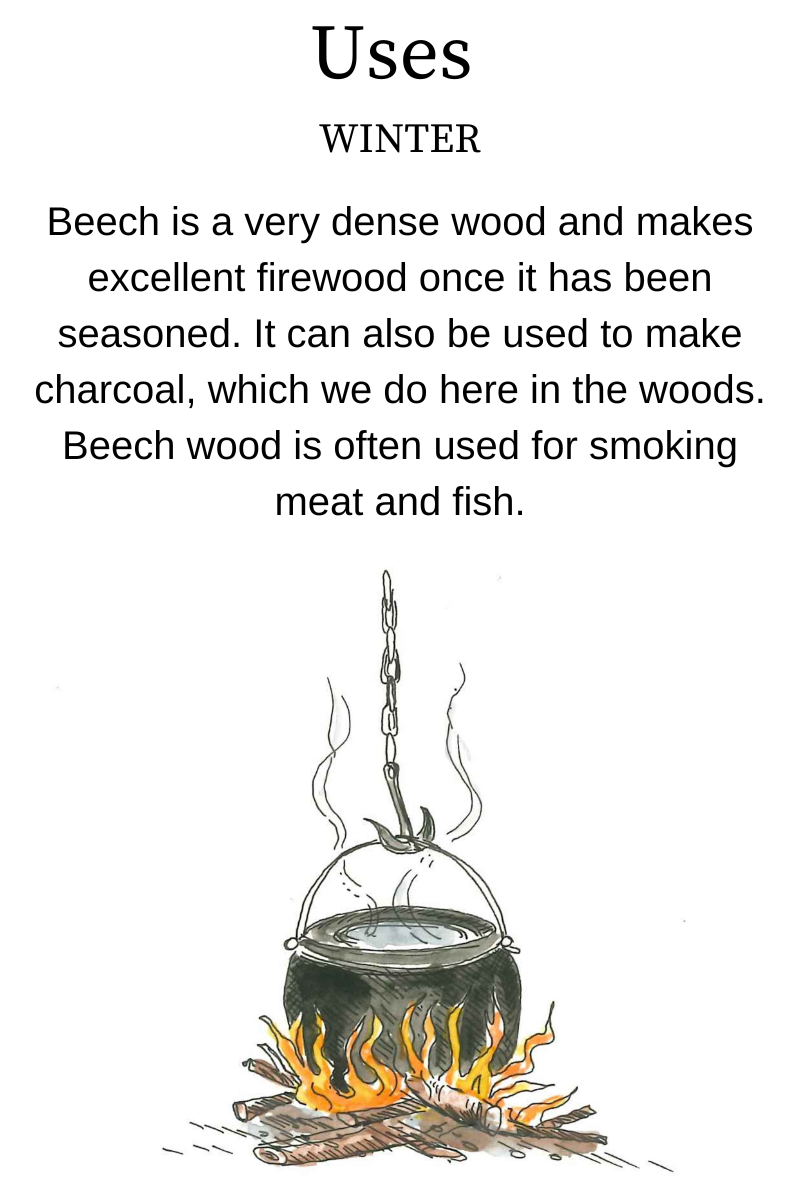 Uses
WINTER
Beech is a very dense wood and makes
excellent firewood once it has been
seasoned. It can also be used to make
charcoal, which we do here in the woods.
Beech wood is often used for smoking
meat and fish.